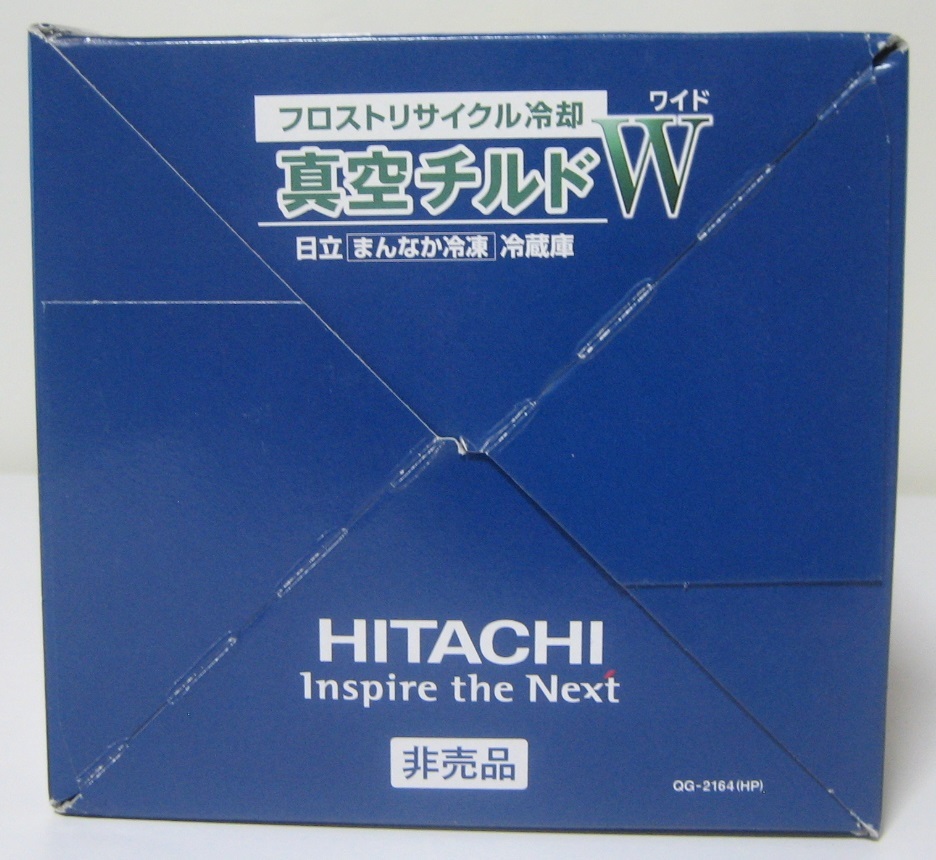 フロストリサイクル冷却
ワイド
真空チルドW
日立 まんなか冷凍 冷蔵庫
HITACHI
Inspire the Next
非売品
QG-2164(HP)